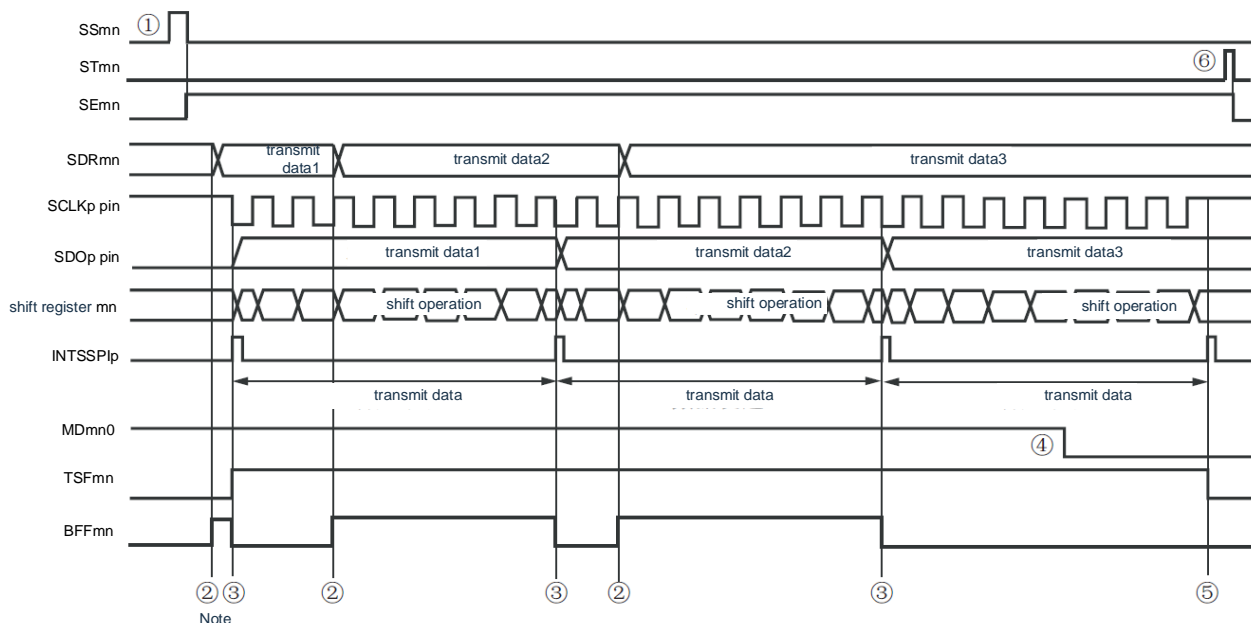 ①
SSmn
STmn
⑥
SEmn
SDRmn
transmit
data1
transmit data2
transmit data3
SCLKp pin
SDOp pin
transmit data1
transmit data2
transmit data3
shift register mn
shift operation
shift operation
shift operation
INTSSPIp
transmit data
transmit data
transmit data
MDmn0
④
TSFmn
BFFmn
② ③ ② ③ ② ③ ⑤
Note